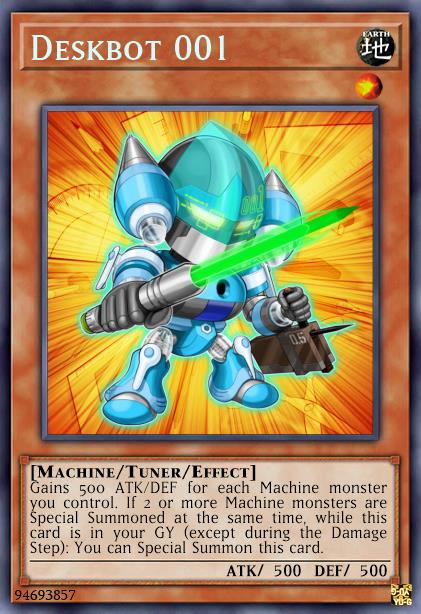 DESKBOT 001
EARTH
地
001
0.5
[MACHINE/TUNER/EFFECT]
Gains 500 ATK/DEF for each Machine monster
you control. If 2 or more Machine monsters are
Special Summoned at the same time, while this
card is in your GY (except during the Damage
Step): You can Special Summon this card.
ATK/ 500 DEF/ 500
94693857